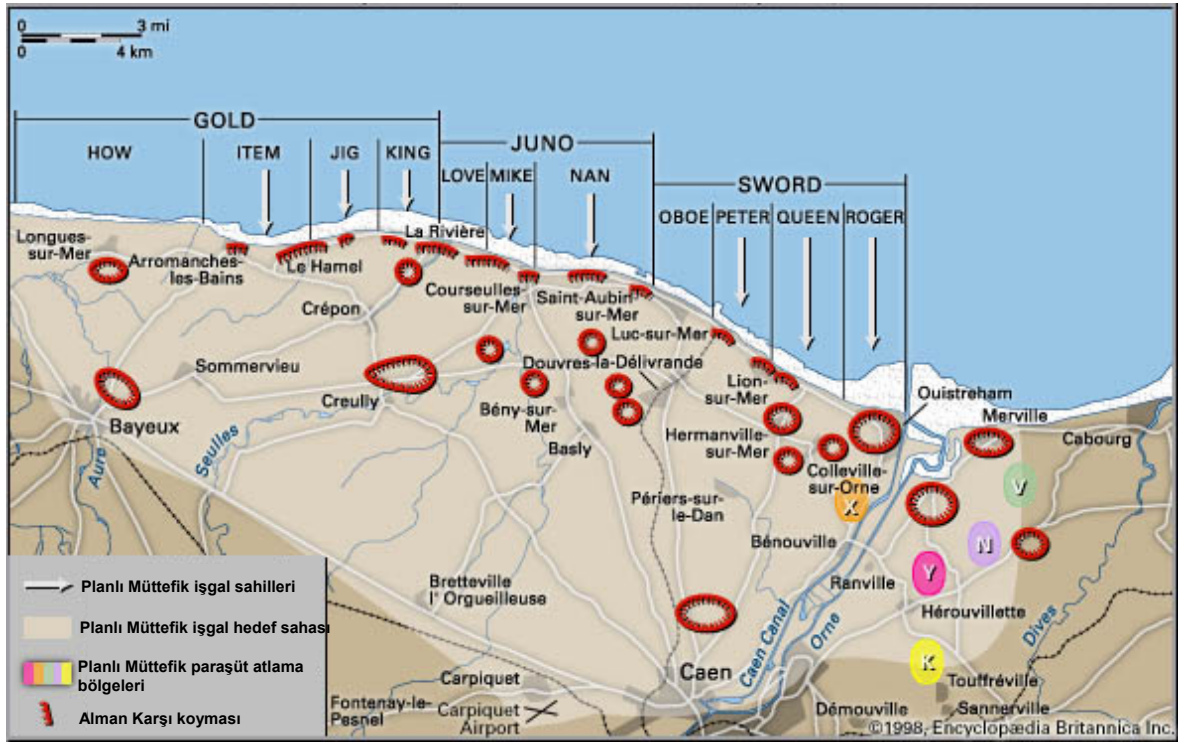 0 3 mi
0 4 km
GOLD
JUNO
SWORD
HOW
ITEM
JIG
KING
LOVE
MIKE
NAN
OBOE
PETER
QUEEN
ROGER
Longues-
sur-Mer
Arromanches-
les-Bains
Le Hamel
La Rivière
Crépon
Courseulles-
sur-Mer
Saint-Aubin-
sur-Mer
Luc-sur-Mer
Douvres-la-Délivrande
Sommervieu
Creully
Bény-sur-
Mer
Basly
Lion-
sur-Mer
Hermanville-
sur-Mer
Ouistreham
Merville
Cabourg
Colleville-
sur-Orne
Bayeux
Aure
Seulles
Périers-sur-
le-Dan
X
V
N
Y
K
Bénouville
Ranville
Hérouvillette
Bretteville
l'Orgueilleuse
Caen Canal
Orne
Dives
Caen
Carpiquet
Carpiquet
Airport
Fontenay-le-
Pesnel
Touffréville
Sannerville
Démouville
Planlı Müttefik işgal sahilleri
Planlı Müttefik işgal hedef sahası
Planlı Müttefik paraşüt atlama
bölgeleri
Alman Karşı koyması
©1998, Encyclopædia Britannica Inc.